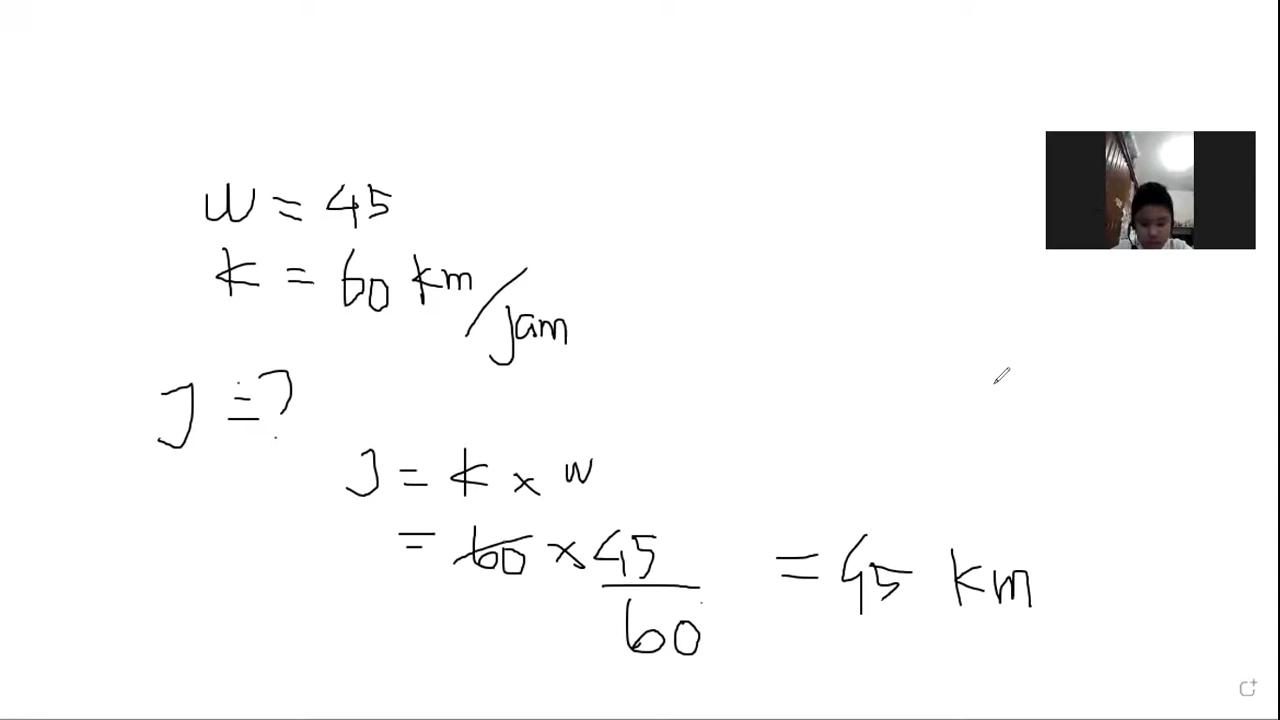 W = 45
K = 60 km/jam
J = ?
J = K x W
= 60 x 45/60 = 45 km